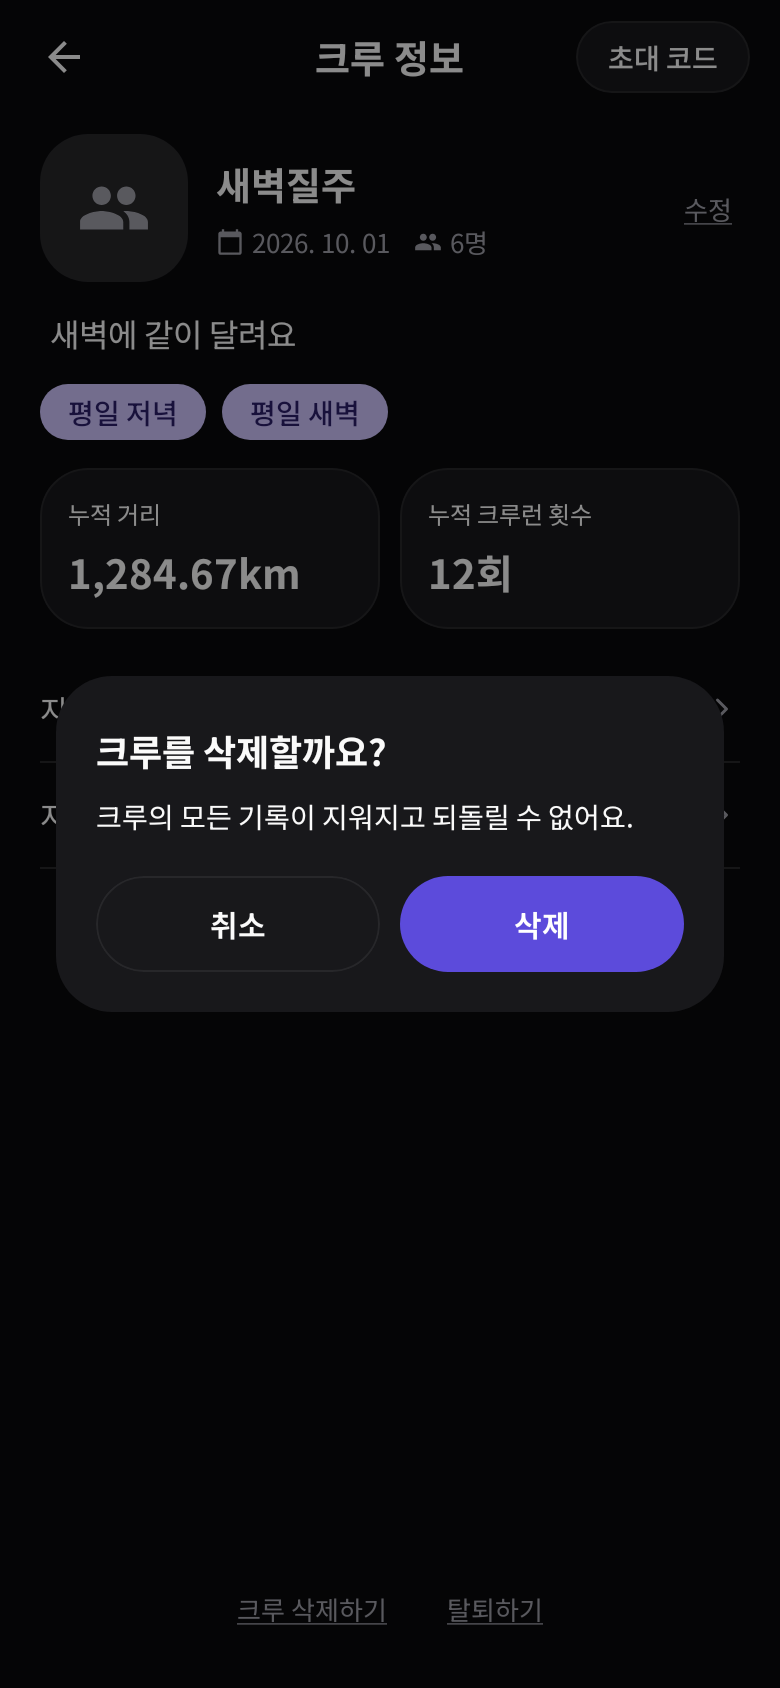 크루 정보
초대 코드
새벽질주
수정
2026. 10. 01
6명
새벽에 같이 달려요
평일 저녁
평일 새벽
누적 거리
누적 크루런 횟수
1,284.67km
12회
크루를 삭제할까요?
크루의 모든 기록이 지워지고 되돌릴 수 없어요.
취소
삭제
크루 삭제하기
탈퇴하기